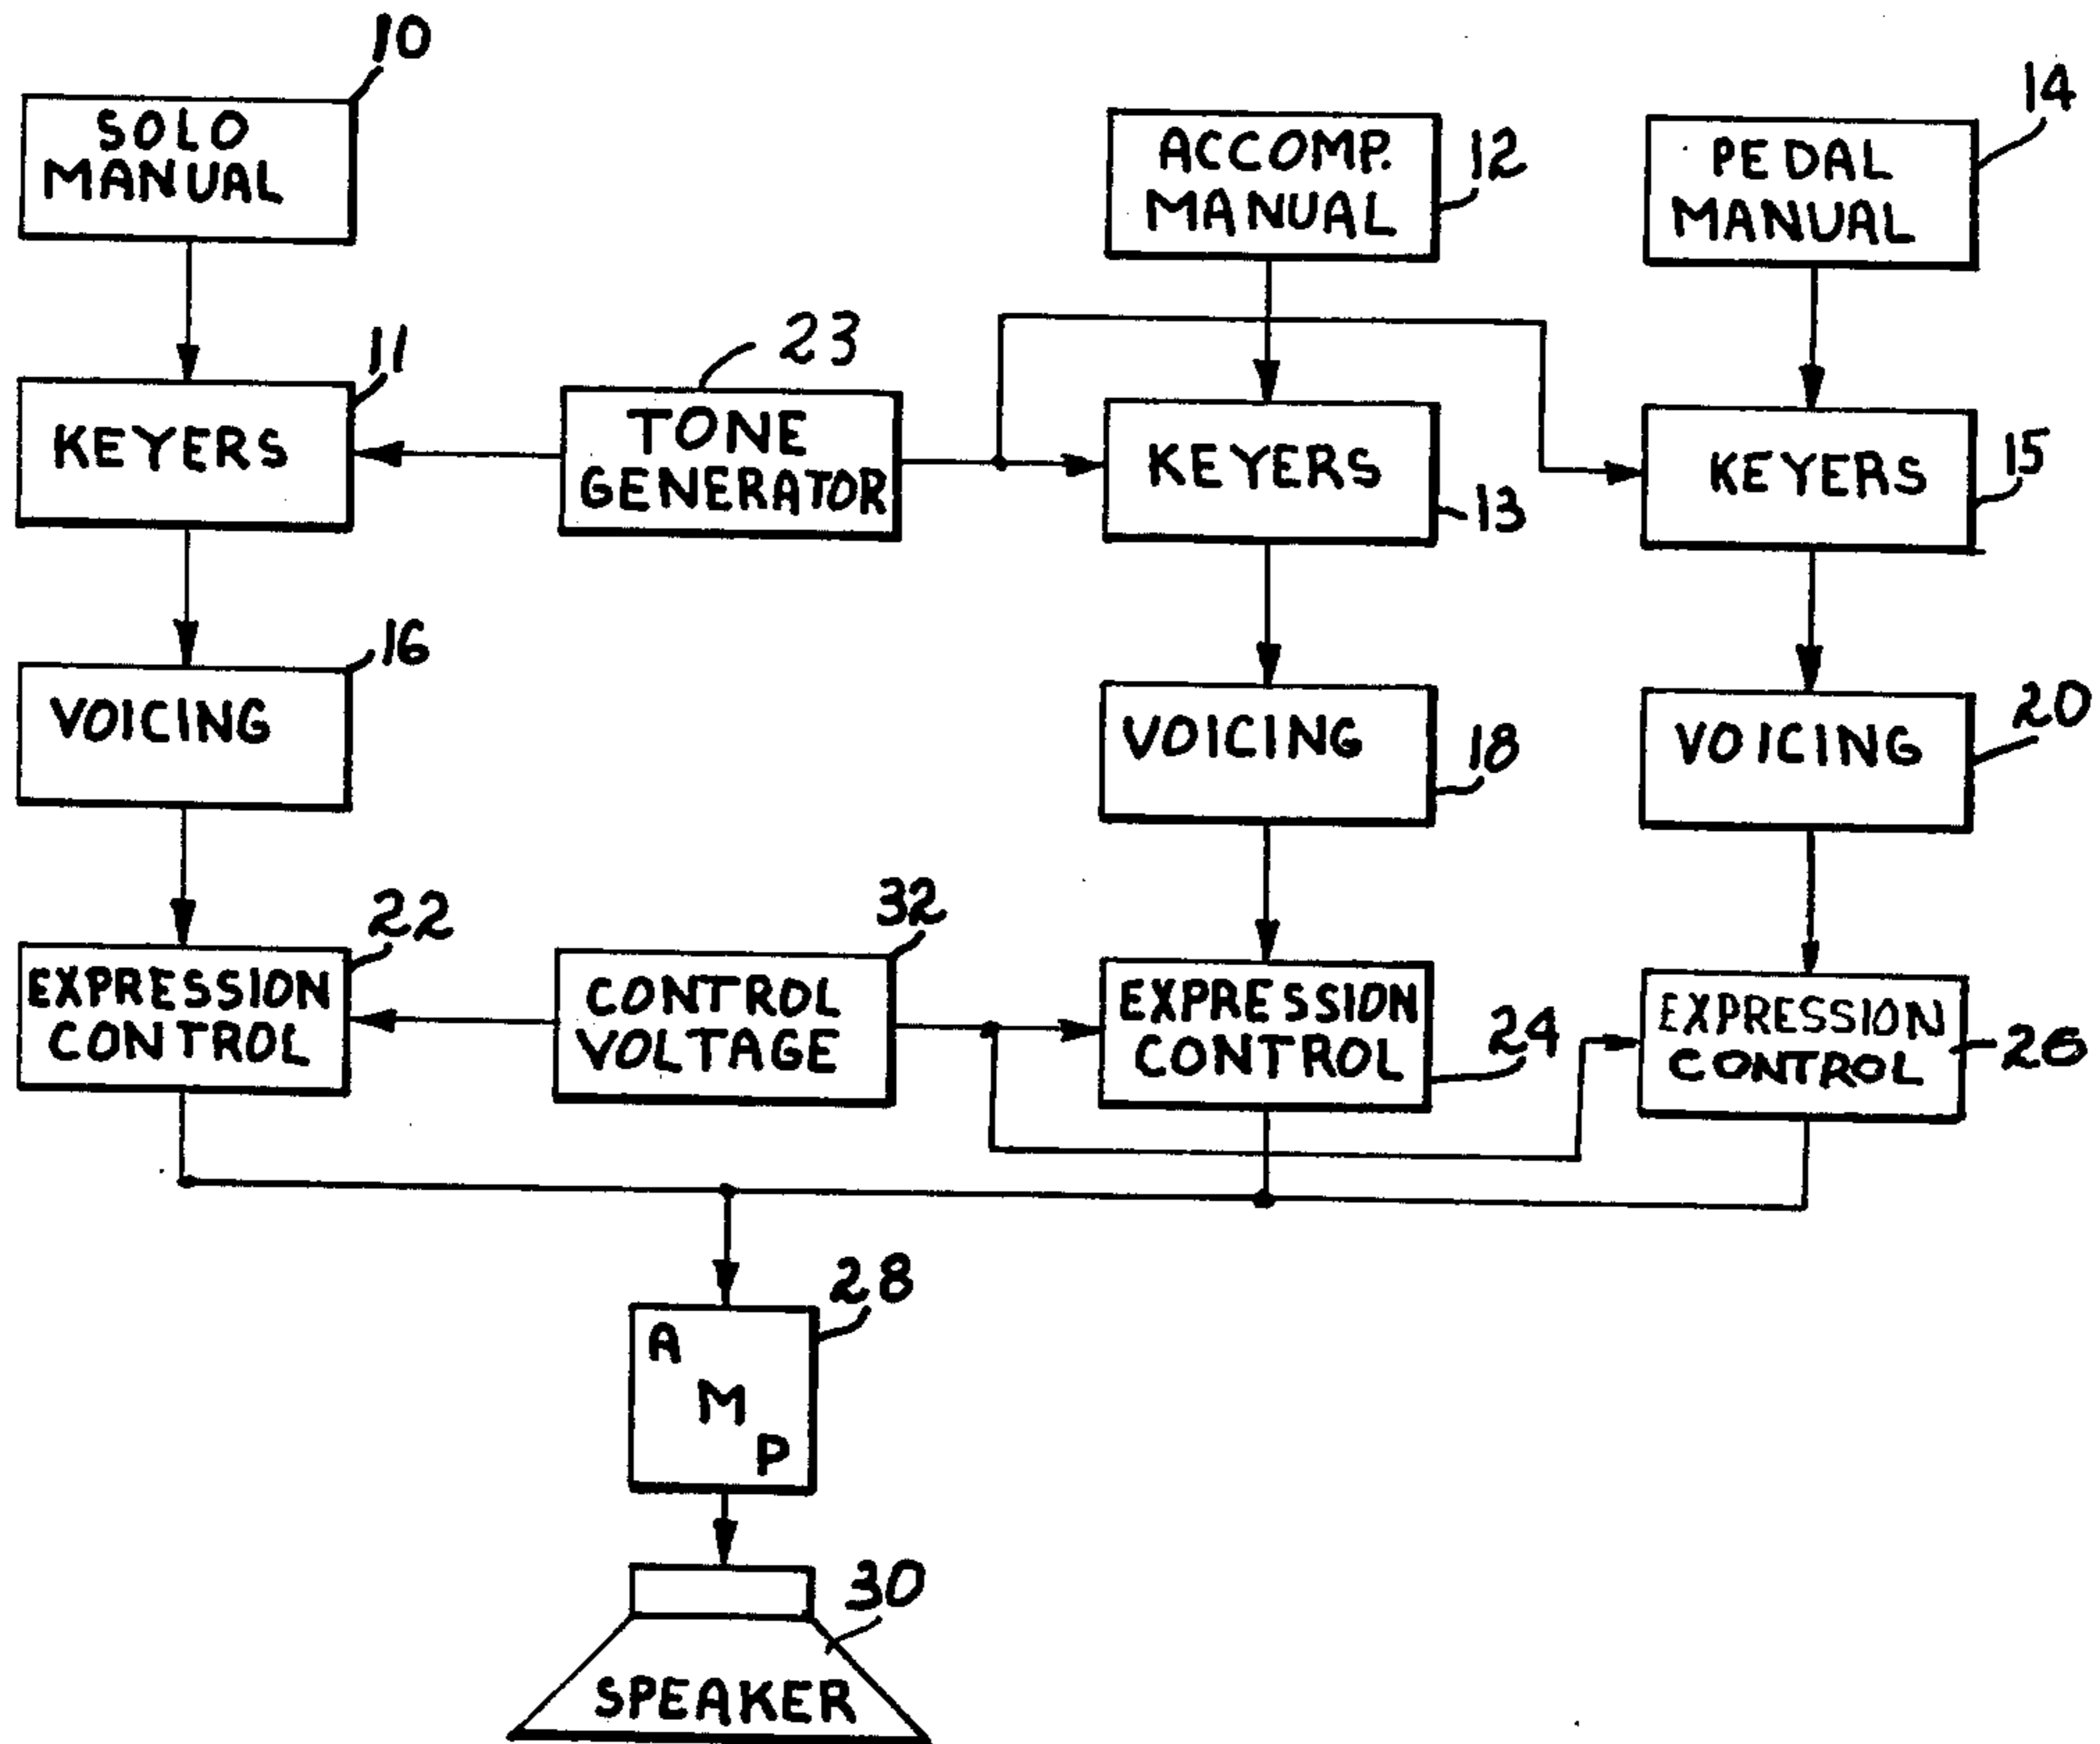 10
SOLO
MANUAL
ACCOMP.
MANUAL
12
PEDAL
MANUAL
14
11
KEYERS
23
TONE
GENERATOR
KEYERS
13
KEYERS
15
16
VOICING
VOICING
18
VOICING
20
22
EXPRESSION
CONTROL
32
CONTROL
VOLTAGE
EXPRESSION
CONTROL
24
EXPRESSION
CONTROL
26
28
AMP
30
SPEAKER